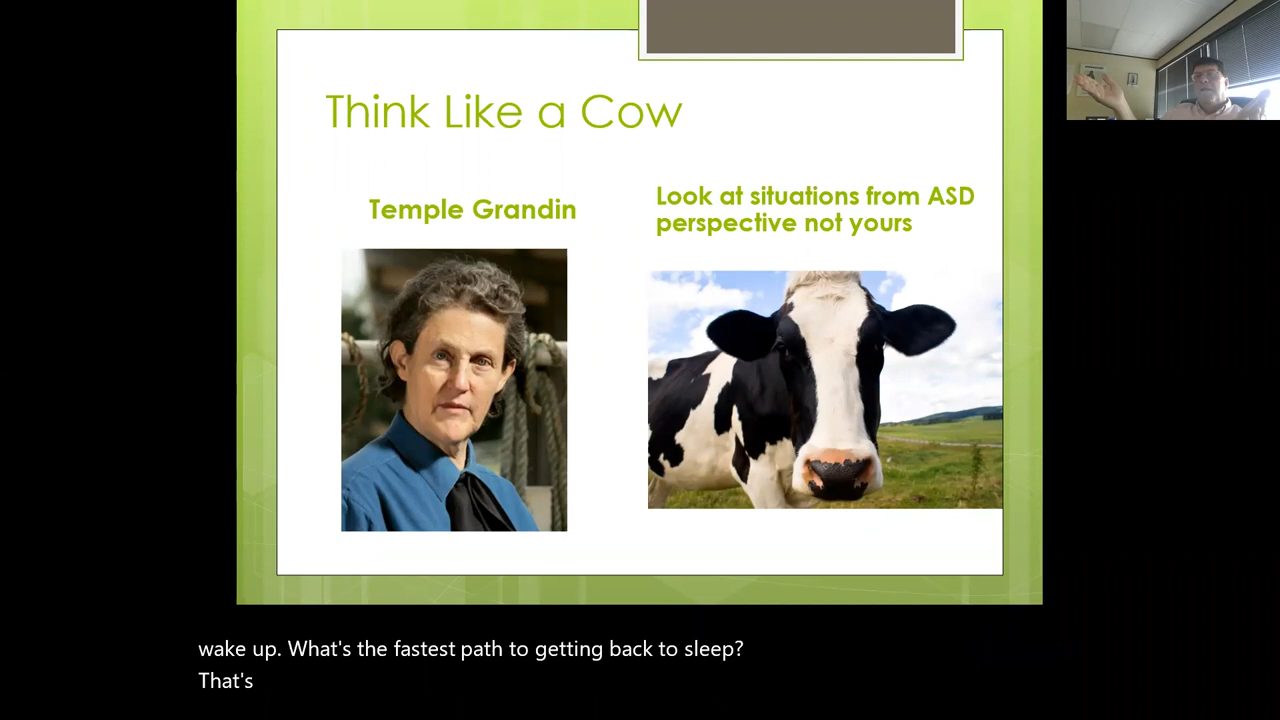 Think Like a Cow
Temple Grandin
Look at situations from ASD
perspective not yours
wake up. What's the fastest path to getting back to sleep?
That's